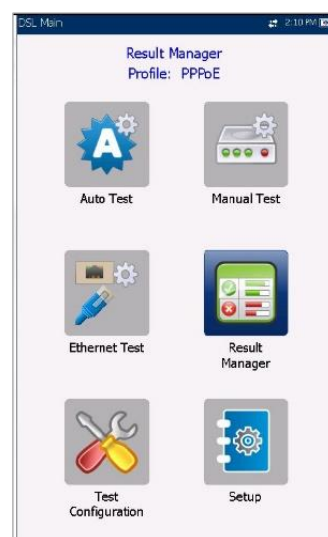 DSL Main
2:10 PM
Result Manager
Profile: PPPoE
A
Auto Test
Manual Test
Ethernet Test
Result
Manager
Test
Configuration
Setup